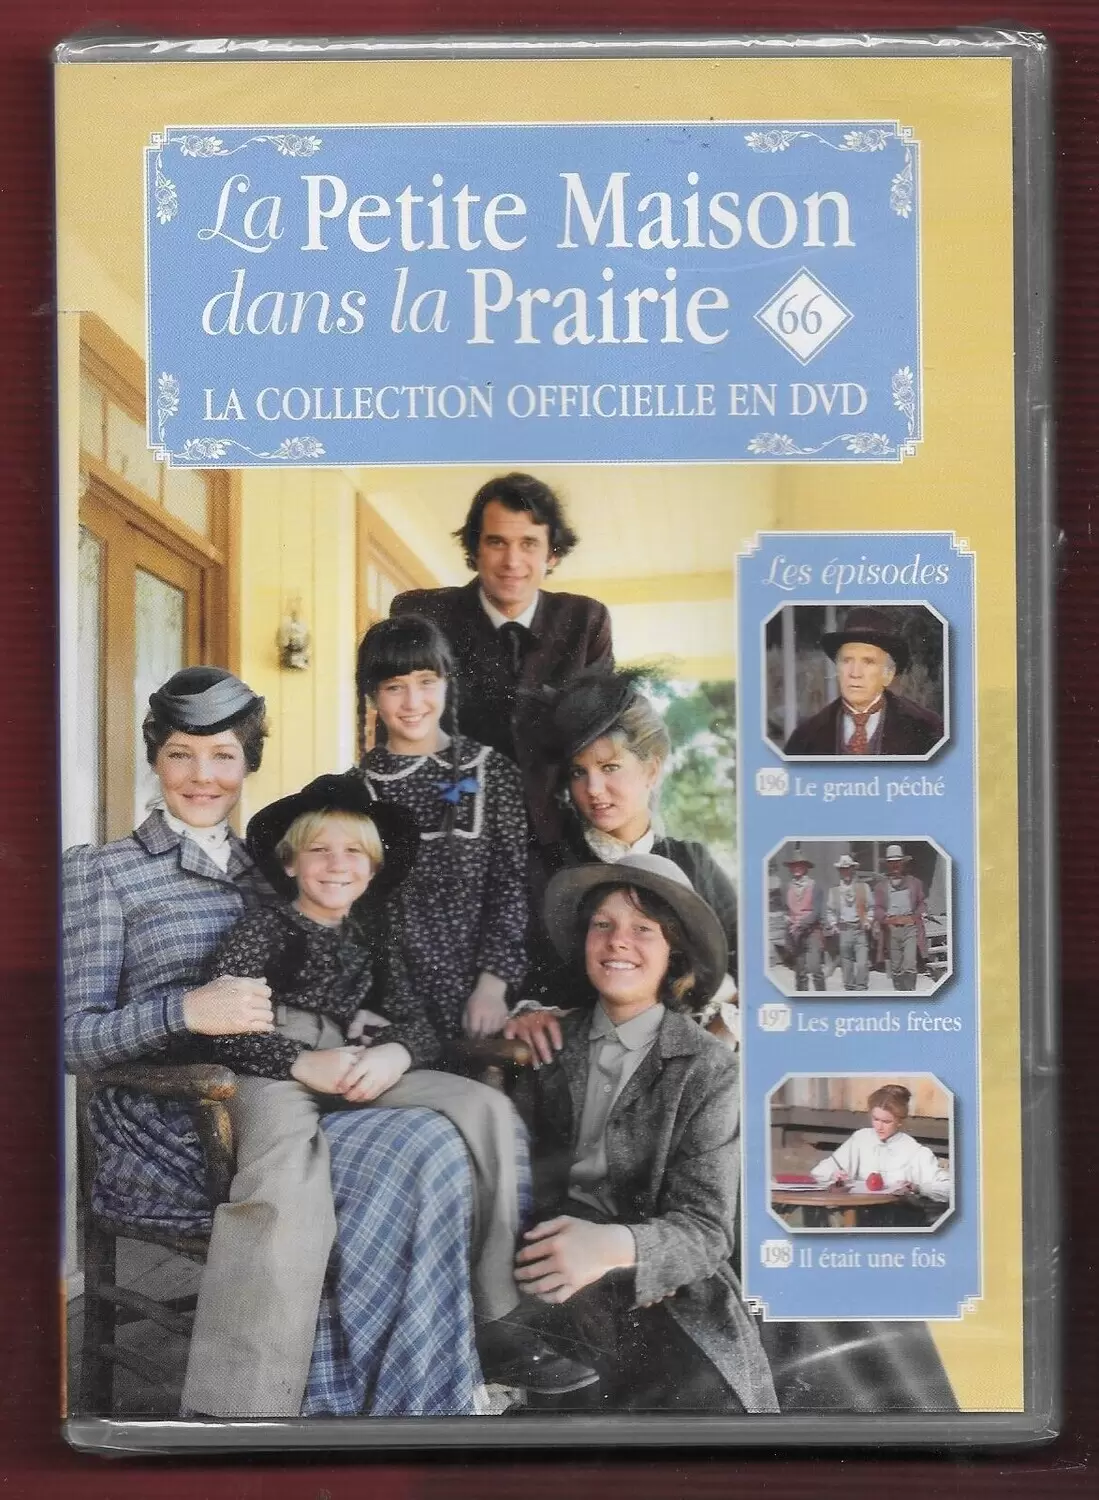 La Petite Maison
dans la Prairie 66
LA COLLECTION OFFICIELLE EN DVD
Les épisodes
196 Le grand péché
197 Les grands frères
198 Il était une fois